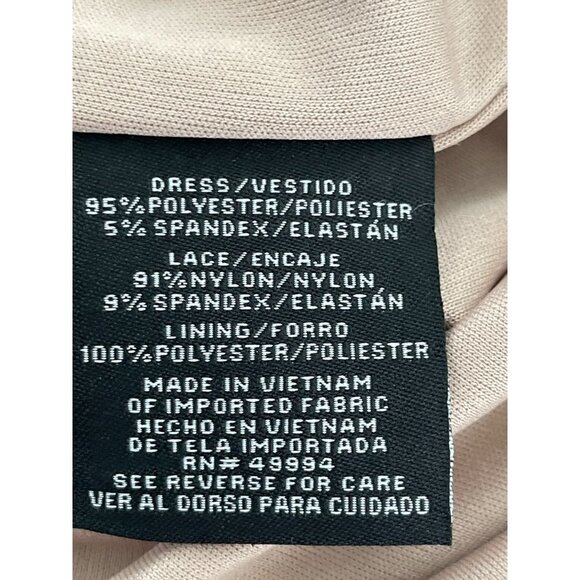 DRESS/VESTIDO
95% POLYESTER/POLIESTER
5% SPANDEX/ELASTÁN
LACE/ENCAJE
91% NYLON/NYLON
9% SPANDEX/ELASTÁN
LINING/FORRO
100% POLYESTER/POLIESTER
MADE IN VIETNAM
OF IMPORTED FABRIC
HECHO EN VIETNAM
DE TELA IMPORTADA
RN# 49994
SEE REVERSE FOR CARE
VER AL DORSO PARA CUIDADO